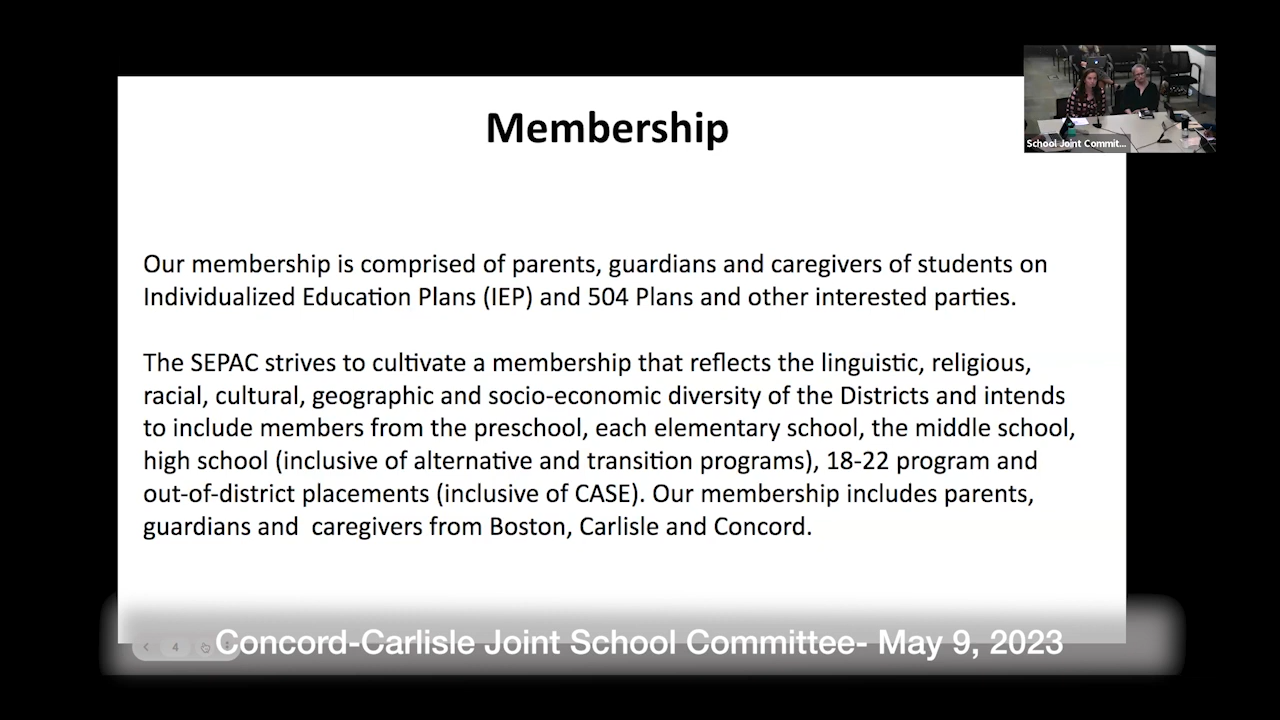 Membership
School Joint Commit...
Our membership is comprised of parents, guardians and caregivers of students on
Individualized Education Plans (IEP) and 504 Plans and other interested parties.
The SEPAC strives to cultivate a membership that reflects the linguistic, religious,
racial, cultural, geographic and socio-economic diversity of the Districts and intends
to include members from the preschool, each elementary school, the middle school,
high school (inclusive of alternative and transition programs), 18-22 program and
out-of-district placements (inclusive of CASE). Our membership includes parents,
guardians and  caregivers from Boston, Carlisle and Concord.
4
Concord-Carlisle Joint School Committee- May 9, 2023